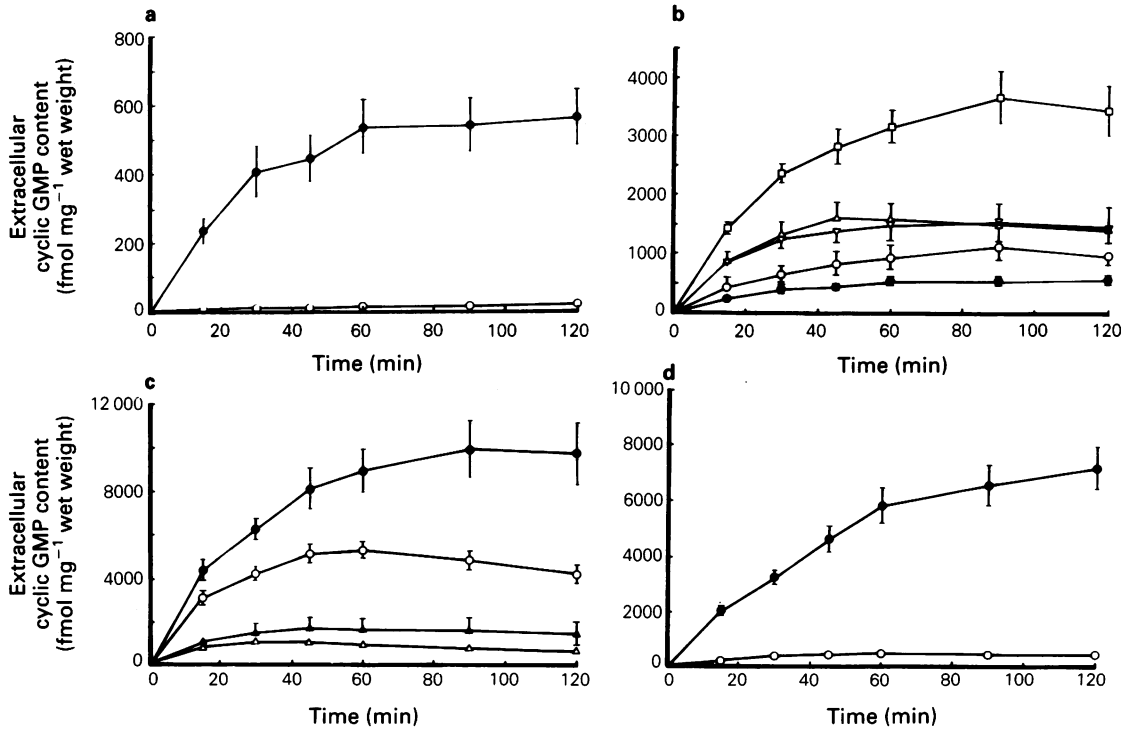 a
800
600
400
200
0
0 20 40 60 80 100 120
Time (min)
Extracellular
cyclic GMP content
(fmol mg⁻¹ wet weight)
b
4000
3000
2000
1000
0
0 20 40 60 80 100 120
Time (min)
c
12 000
8000
4000
0
0 20 40 60 80 100 120
Time (min)
Extracellular
cyclic GMP content
(fmol mg⁻¹ wet weight)
d
10 000
8000
6000
4000
2000
0
0 20 40 60 80 100 120
Time (min)